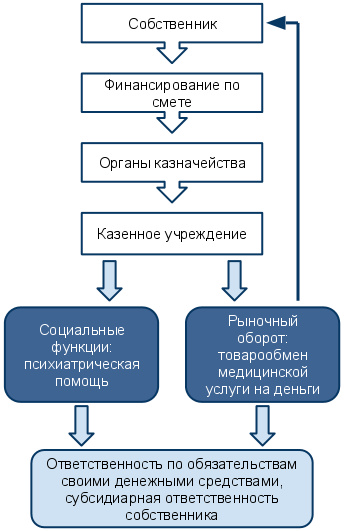 Собственник
Финансирование по
смете
Органы казначейства
Казенное учреждение
Социальные
функции:
психиатрическая
помощь
Рыночный
оборот:
товарообмен
медицинской
услуги на деньги
Ответственность по обязательствам
своими денежными средствами,
субсидиарная ответственность
собственника